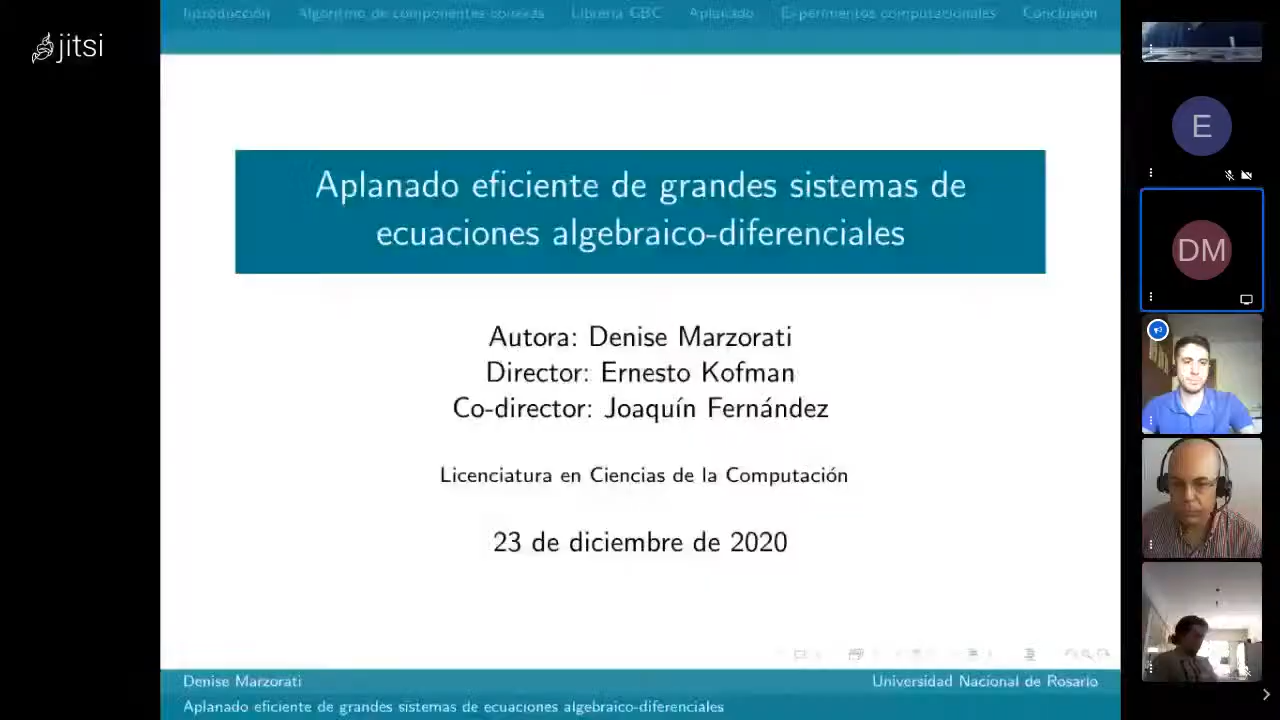 jitsi
Introducción Algoritmo de componentes conexas Librería GBC Aplanado Experimentos computacionales Conclusión
Aplanado eficiente de grandes sistemas de
ecuaciones algebraico-diferenciales
Autora: Denise Marzorati
Director: Ernesto Kofman
Co-director: Joaquín Fernández
Licenciatura en Ciencias de la Computación
23 de diciembre de 2020
Denise Marzorati Universidad Nacional de Rosario
Aplanado eficiente de grandes sistemas de ecuaciones algebraico-diferenciales
E
DM